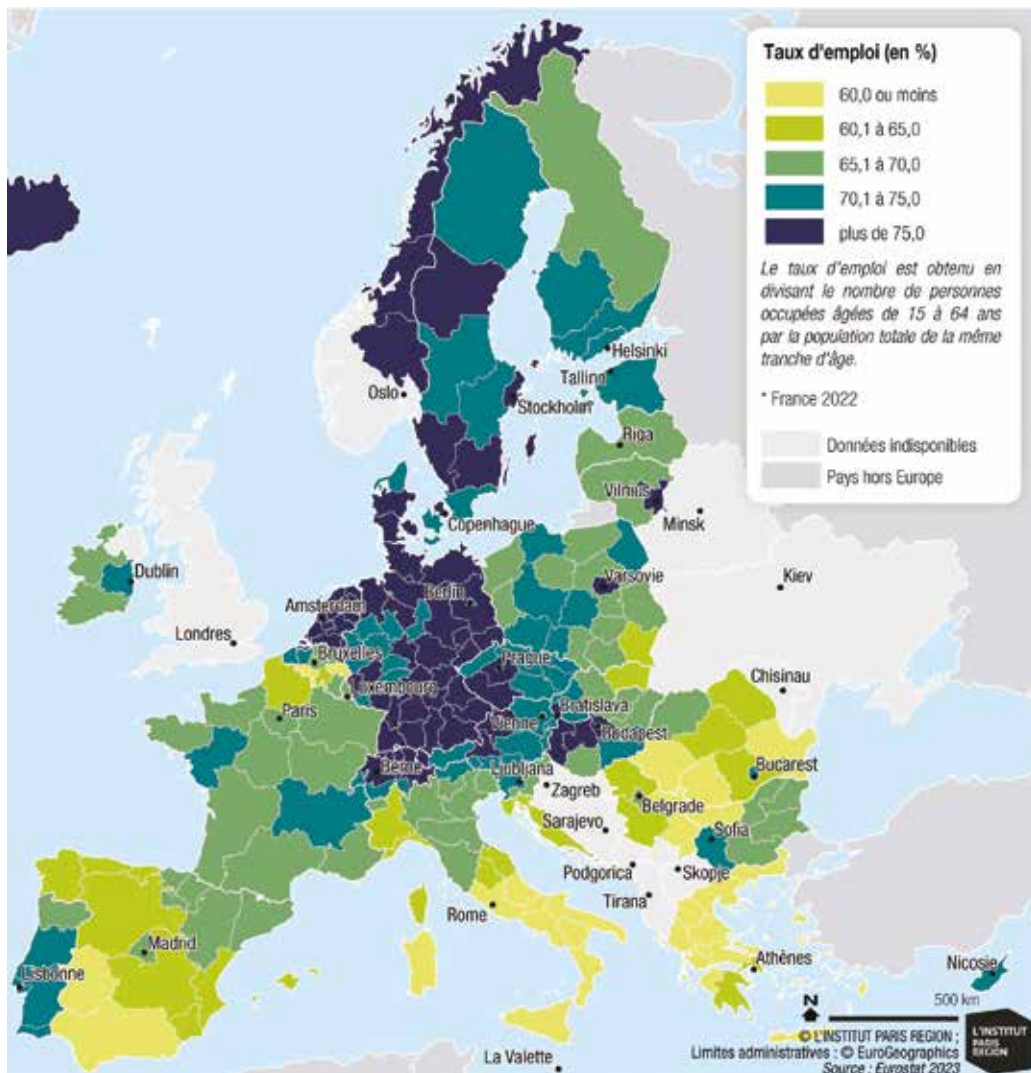 Taux d'emploi (en %)
60,0 ou moins
60,1 à 65,0
65,1 à 70,0
70,1 à 75,0
plus de 75,0
Le taux d'emploi est obtenu en
divisant le nombre de personnes
occupées âgées de 15 à 64 ans
par la population totale de la même
tranche d'âge.
* France 2022
Données indisponibles
Pays hors Europe
Helsinki
Tallinn
Oslo
Stockholm
Riga
Vilnius
Minsk
Copenhague
Dublin
Varsovie
Kiev
Amsterdam
Berlin
Londres
Bruxelles
Prague
Luxembourg
Chisinau
Paris
Bratislava
Vienne
Budapest
Berne
Ljubljana
Bucarest
Zagreb
Belgrade
Sarajevo
Sofia
Podgorica
Skopje
Rome
Tirana
Madrid
Athènes
Nicosie
Lisbonne
500 km
N
© L'INSTITUT PARIS REGION ;
Limites administratives : © EuroGeographics
Source : Eurostat 2023
L'INSTITUT
PARIS
REGION
La Valette